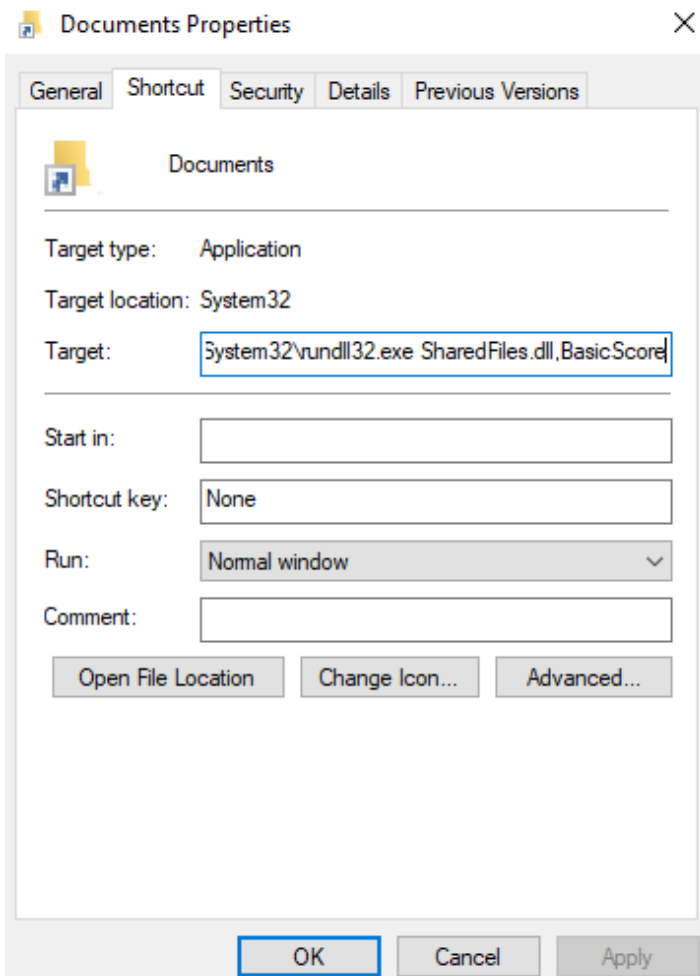 Documents Properties
General Shortcut Security Details Previous Versions
Documents
Target type: Application
Target location: System32
Target: System32\rundll32.exe SharedFiles.dll,BasicScore
Start in:
Shortcut key: None
Run: Normal window
Comment:
Open File Location Change Icon... Advanced...
OK Cancel Apply